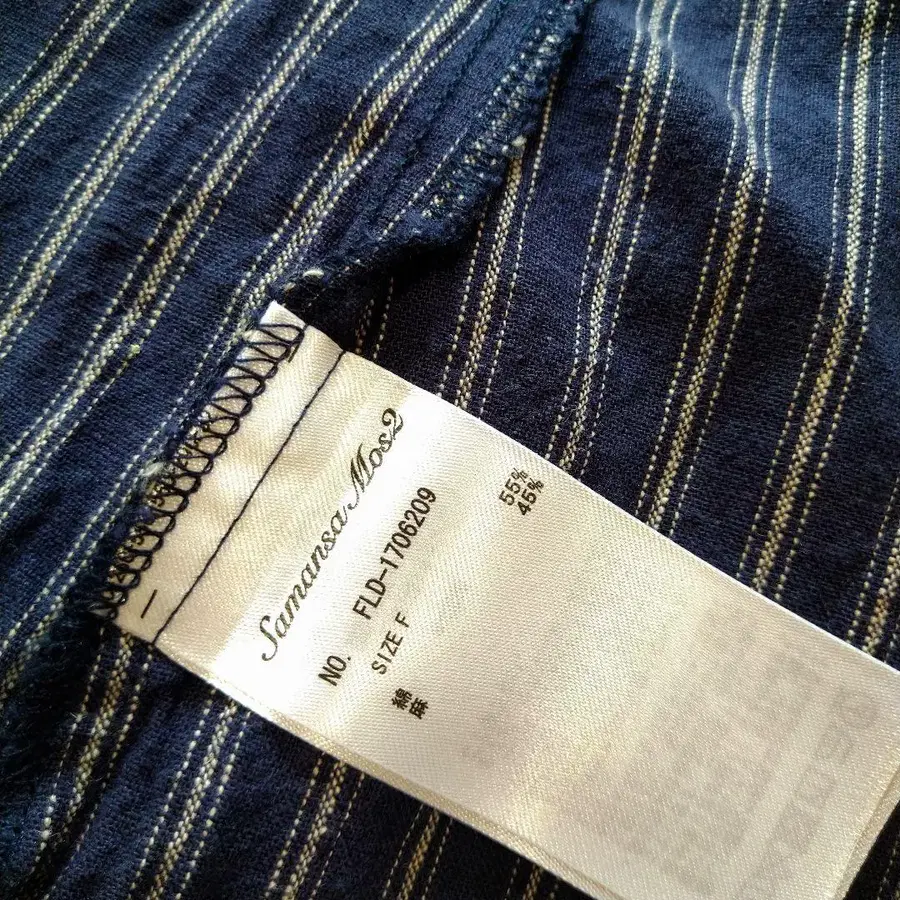 Samansa Mos2
NO. FLD-1706209
SIZE F
綿 55%
麻 45%